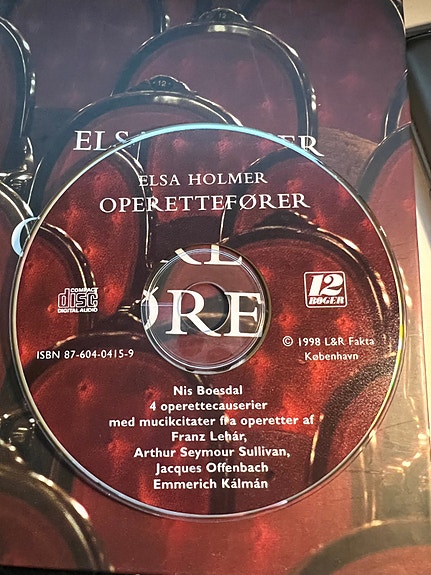 ELSA HOLMER
OPERETTEFØRER
ØRE
COMPACT
disc
DIGITAL AUDIO
12
BØGER
ISBN 87-604-0415-9
© 1998 L&R Fakta
København
Nis Boesdal
4 operettecauserier
med mucikcitater fra operetter af
Franz Lehár,
Arthur Seymour Sullivan,
Jacques Offenbach
Emmerich Kálmán